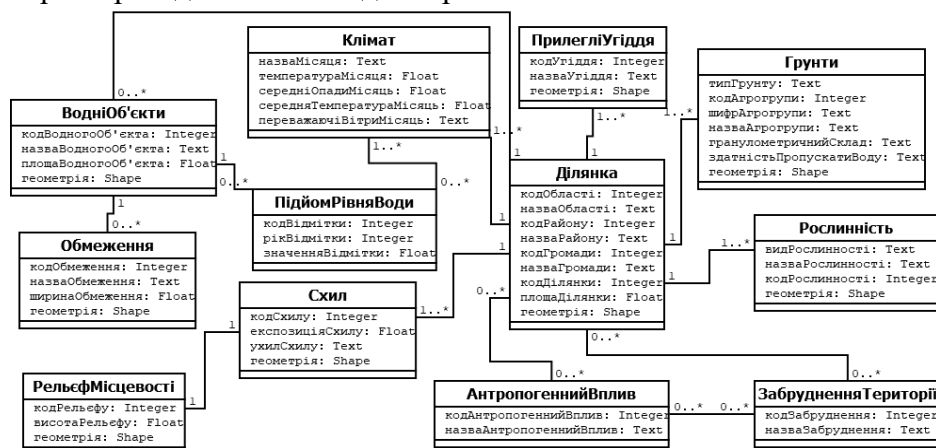 Клімат
назваМісяця: Text
температураМісяця: Float
середніОпадиМісяць: Float
середняТемператураМісяць: Float
переважаючіВітриМісяць: Text
ПрилегліУгіддя
кодУгіддя: Integer
назваУгіддя: Text
геометрія: Shape
Грунти
типГрунту: Text
кодАгрогрупи: Integer
шифрАгрогрупи: Text
назваАгрогрупи: Text
гранулометричнийСклад: Text
здатністьПропускатиВоду: Text
геометрія: Shape
0..*
ВодніОб'єкти
кодВодногоОб'єкта: Integer
назваВодногоОб'єкта: Text
площаВодногоОб'єкта: Float
геометрія: Shape
1
0..*
1
0..*
1..*
0..*
1..*
1
1
1..*
1
1..*
1
1
ПідйомРівняВоди
кодВідмітки: Integer
рікВідмітки: Integer
значенняВідмітки: Float
Ділянка
кодОбласті: Integer
назваОбласті: Text
кодРайону: Integer
назваРайону: Text
кодГромади: Integer
назваГромади: Text
кодДілянки: Integer
площаДілянки: Float
геометрія: Shape
1
1
1..*
Рослинність
видРослинності: Text
назваРослинності: Text
кодРослинності: Integer
геометрія: Shape
Обмеження
кодОбмеження: Integer
назваОбмеження: Text
ширинаОбмеження: Float
геометрія: Shape
Схил
кодСхилу: Integer
експозиціяСхилу: Float
ухилСхилу: Text
геометрія: Shape
1
1..*
0..*
0..*
РельєфМісцевості
кодРельєфу: Integer
висотаРельєфу: Float
геометрія: Shape
1
0..*
0..*
АнтропогеннийВплив
кодАнтропогеннийВплив: Integer
назваАнтропогеннийВплив: Text
0..*
0..*
ЗабрудненняТериторії
кодЗабруднення: Integer
назваЗабруднення: Text